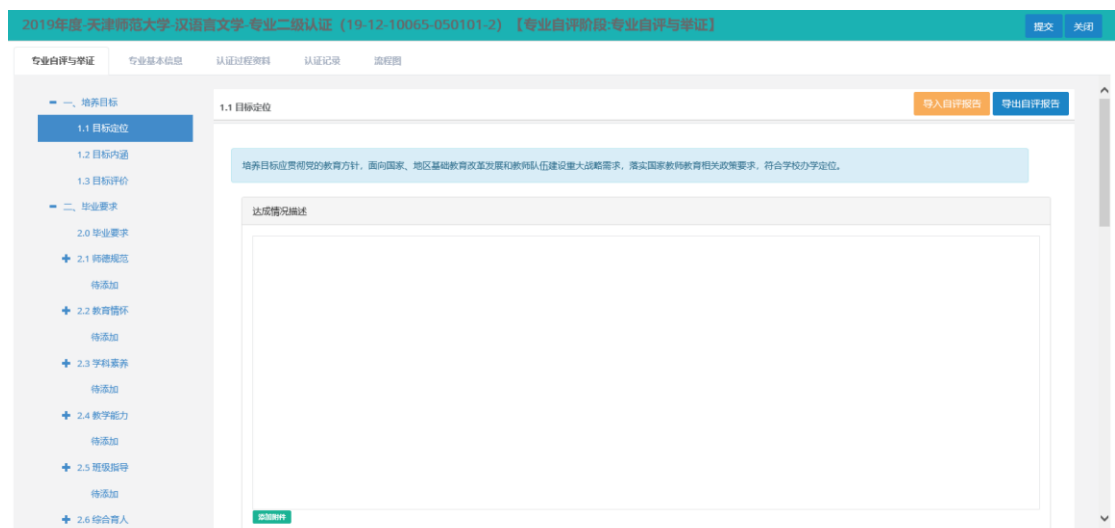 2019年度-天津师范大学-汉语言文学-专业二级认证（19-12-10065-050101-2）【专业自评阶段:专业自评与举证】
提交 关闭
专业自评与举证 专业基本信息 认证过程资料 认证记录 流程图
一、培养目标
1.1 目标定位
1.2 目标内涵
1.3 目标评价
二、毕业要求
2.0 毕业要求
2.1 师德规范
待添加
2.2 教育情怀
待添加
2.3 学科素养
待添加
2.4 教学能力
待添加
2.5 班级指导
待添加
2.6 综合育人
1.1 目标定位
导入自评报告 导出自评报告
培养目标应贯彻党的教育方针，面向国家、地区基础教育改革发展和教师队伍建设重大战略需求，落实国家教师教育相关政策要求，符合学校办学定位。
达成情况描述
添加附件